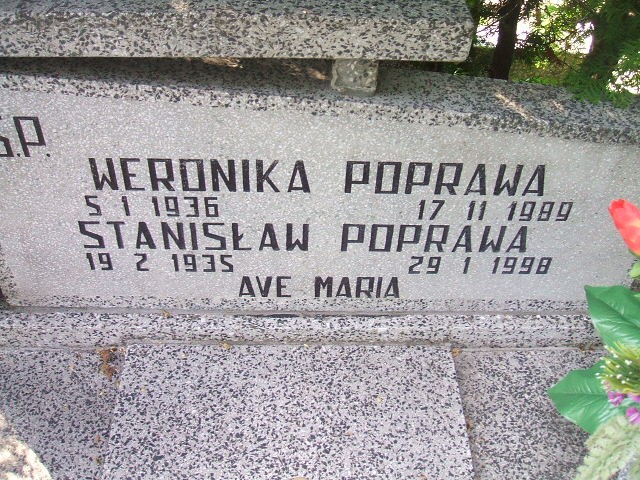 Ś.P.
WERONIKA POPRAWA
5 1 1936 17 11 1989
STANISŁAW POPRAWA
19 2 1935 29 1 1998
AVE MARIA